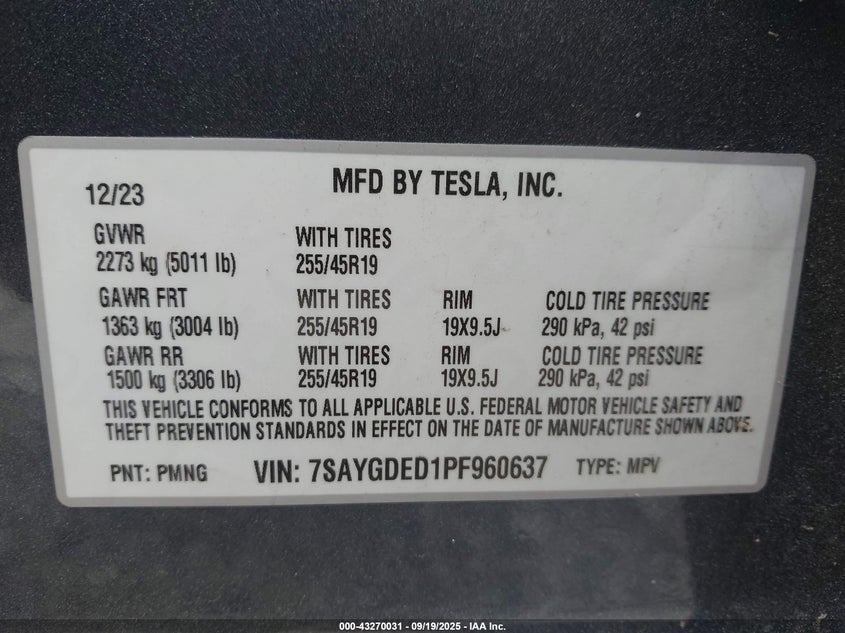 MFD BY TESLA, INC.
12/23
GVWR WITH TIRES
2273 kg (5011 lb) 255/45R19
GAWR FRT WITH TIRES RIM COLD TIRE PRESSURE
1363 kg (3004 lb) 255/45R19 19X9.5J 290 kPa, 42 psi
GAWR RR WITH TIRES RIM COLD TIRE PRESSURE
1500 kg (3306 lb) 255/45R19 19X9.5J 290 kPa, 42 psi
THIS VEHICLE CONFORMS TO ALL APPLICABLE U.S. FEDERAL MOTOR VEHICLE SAFETY AND
THEFT PREVENTION STANDARDS IN EFFECT ON THE DATE OF MANUFACTURE SHOWN ABOVE.
PNT: PMNG VIN: 7SAYGDED1PF960637 TYPE: MPV
000-43270031 - 09/19/2025 - IAA Inc.